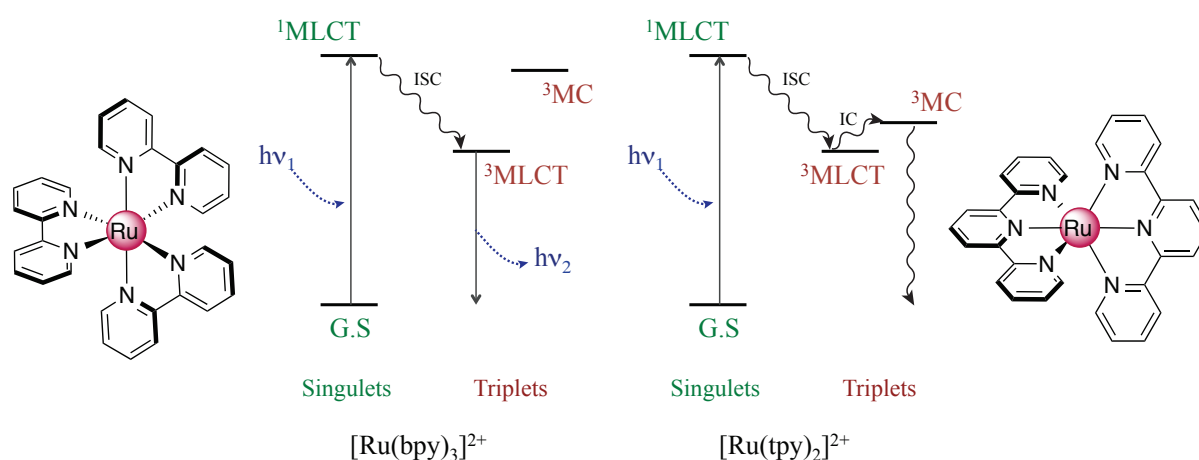 ¹MLCT
ISC
³MC
hν₁
³MLCT
hν₂
G.S
Singulets
Triplets
[Ru(bpy)₃]²⁺
N
N
N
N
N
N
Ru
¹MLCT
ISC
IC
³MC
hν₁
³MLCT
G.S
Singulets
Triplets
[Ru(tpy)₂]²⁺
N
N
N
N
N
N
Ru